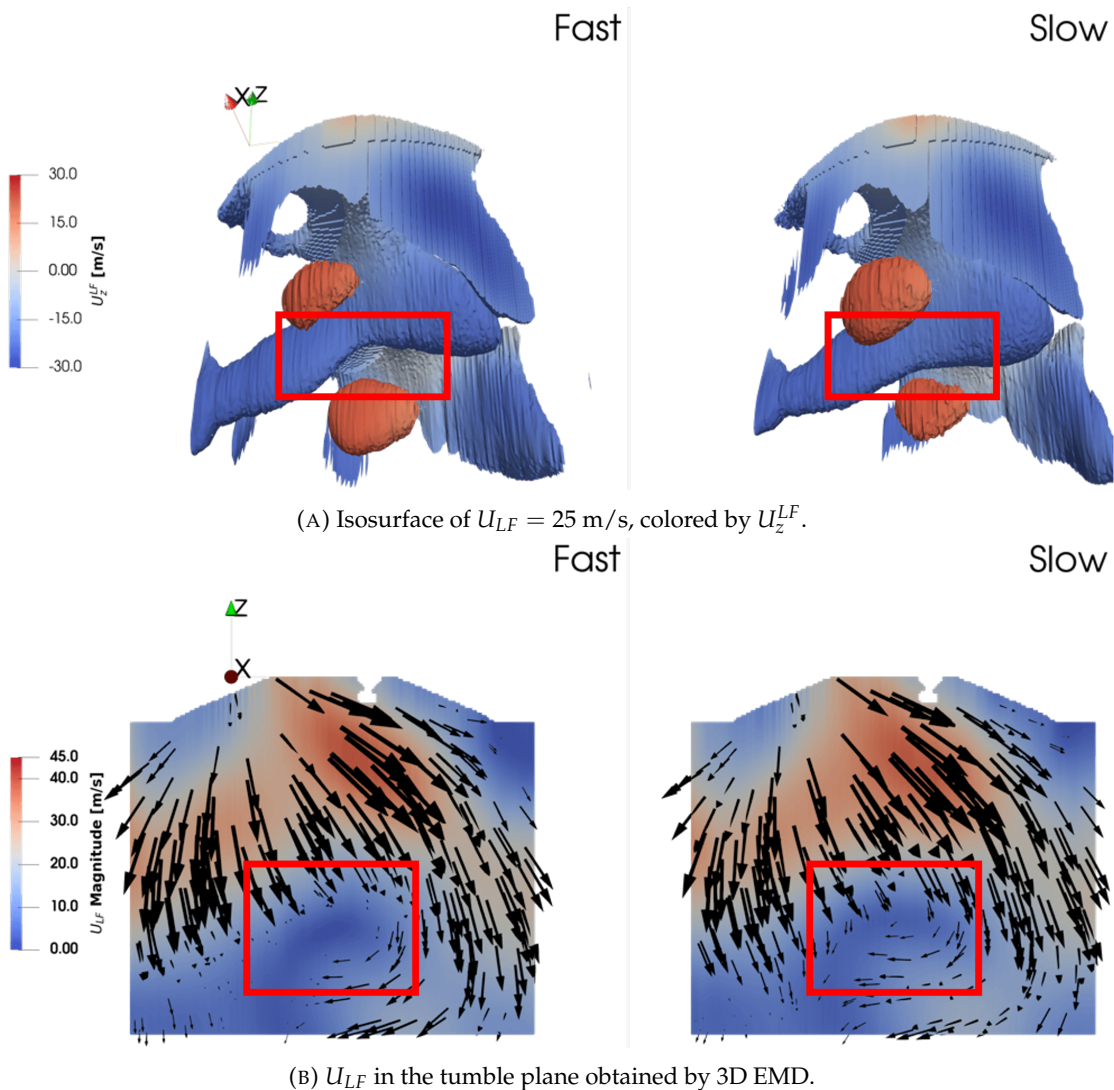 Fast
Slow
X Z
30.0
15.0
0.00
-15.0
-30.0
U_z^{LF} [m/s]
(A) Isosurface of U_{LF} = 25 m/s, colored by U_z^{LF}.
Fast
Slow
Z
X
45.0
40.0
30.0
20.0
10.0
0.00
U_{LF} Magnitude [m/s]
(B) U_{LF} in the tumble plane obtained by 3D EMD.